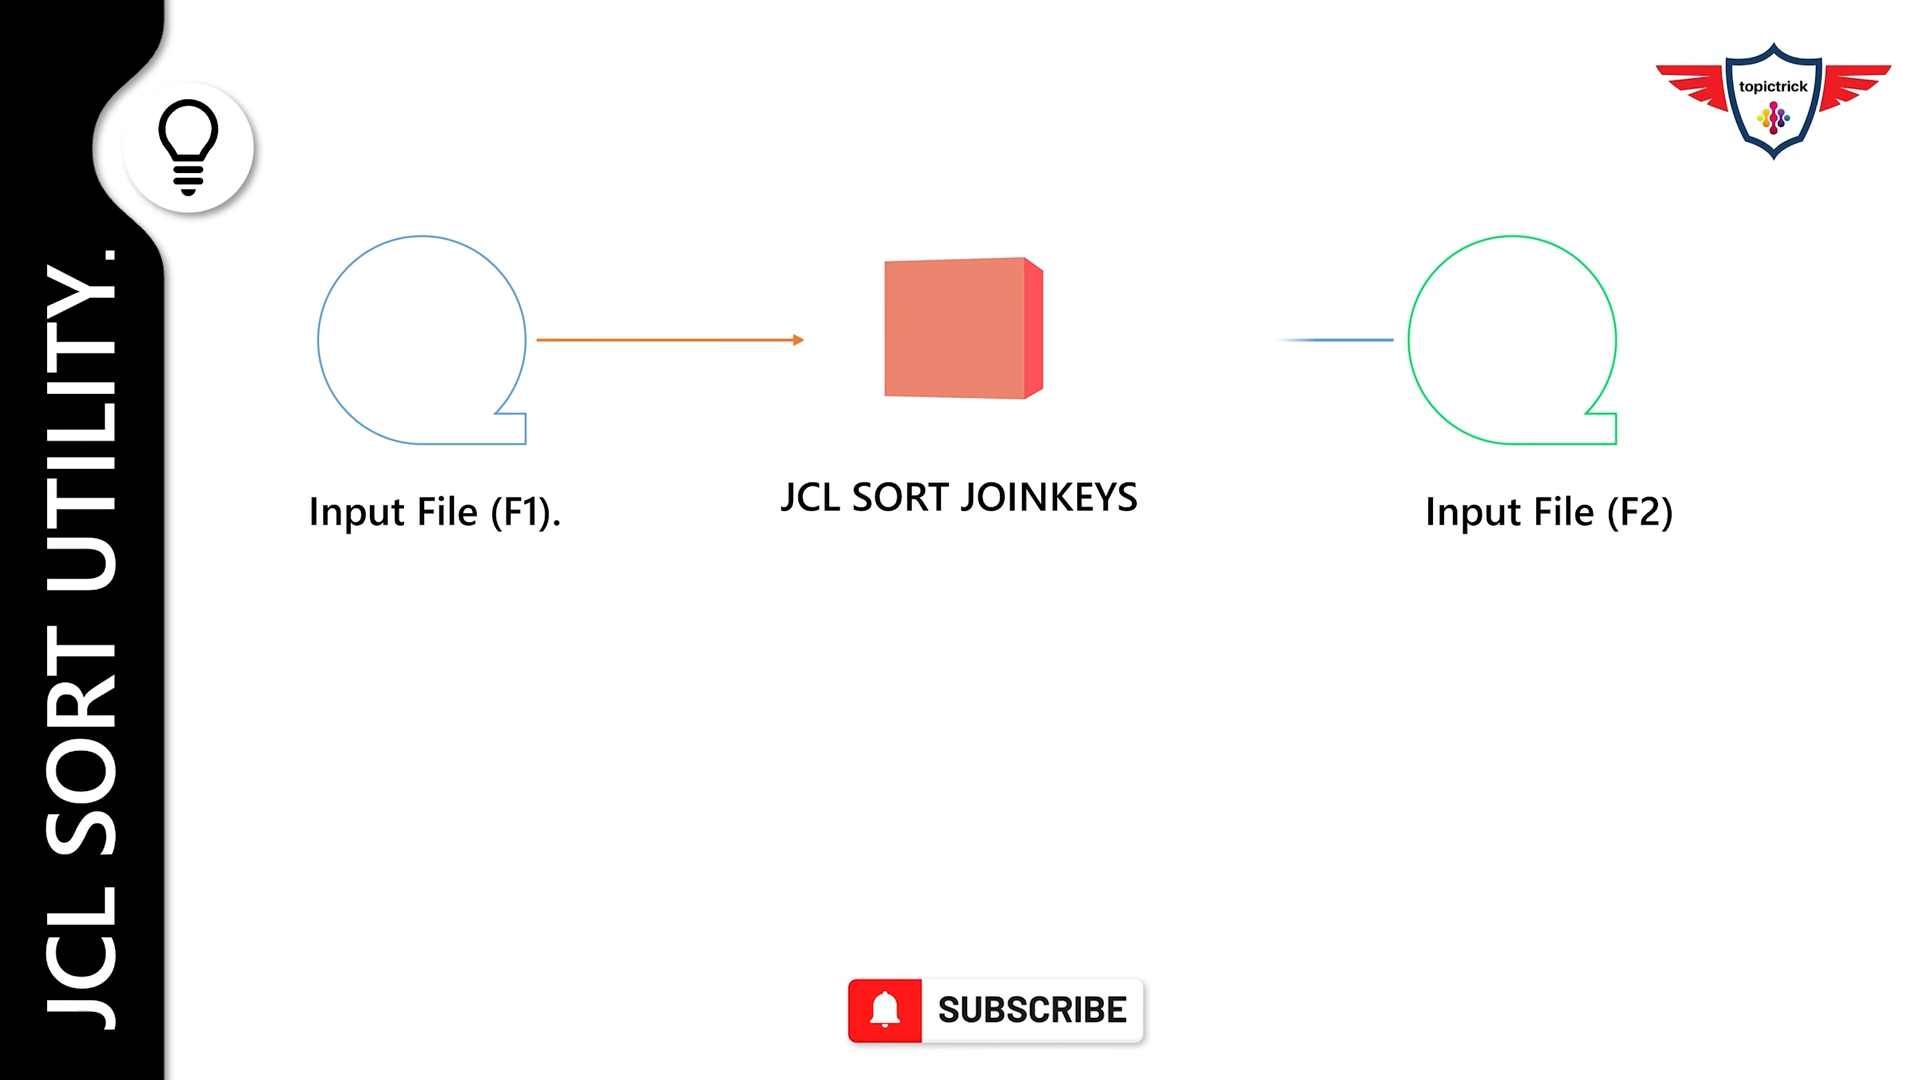 JCL SORT UTILITY.
topictrick
Input File (F1).
JCL SORT JOINKEYS
Input File (F2)
SUBSCRIBE